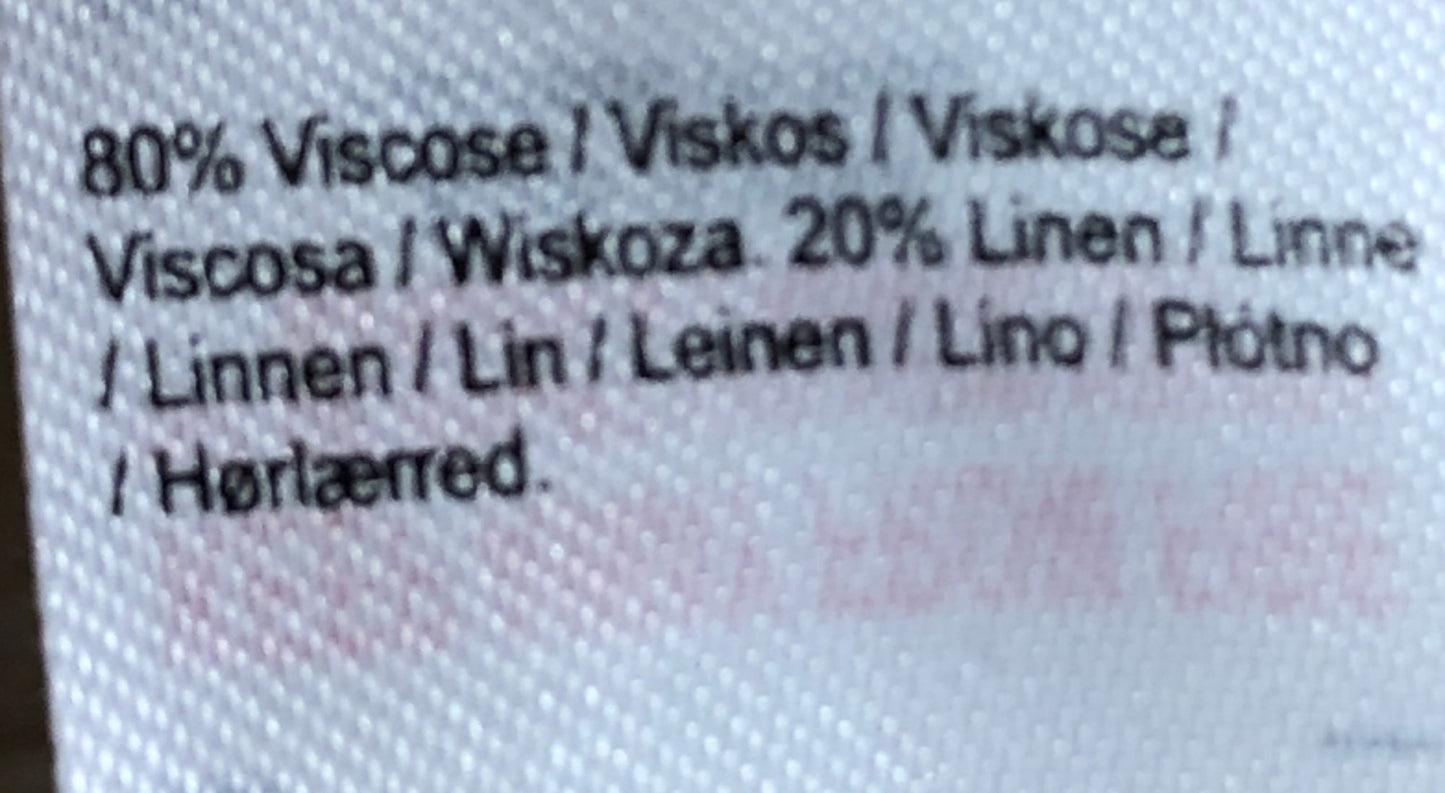 80% Viscose / Viskos / Viskose /
Viscosa / Wiskoza. 20% Linen / Linne
/ Linnen / Lin / Leinen / Lino / Płótno
/ Hørlærred.